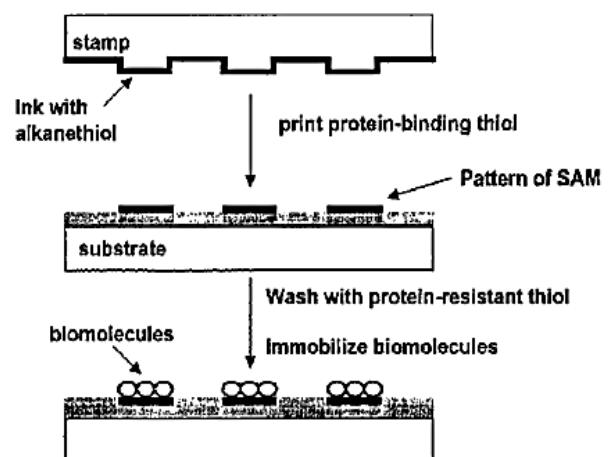 stamp
Ink with
alkanethiol
print protein-binding thiol
Pattern of SAM
substrate
Wash with protein-resistant thiol
biomolecules
Immobilize biomolecules